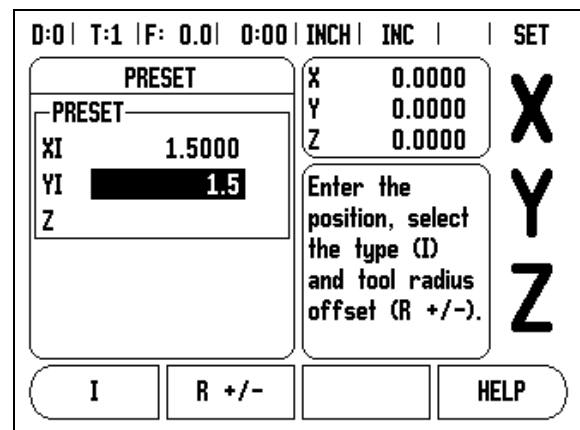 D:0 | T:1 | F: 0.0 | 0:00 | INCH | INC | | SET
PRESET
PRESET
XI 1.5000
YI 1.5
Z
X 0.0000
Y 0.0000
Z 0.0000
Enter the
position, select
the type (I)
and tool radius
offset (R +/-).
X
Y
Z
I
R +/-
HELP